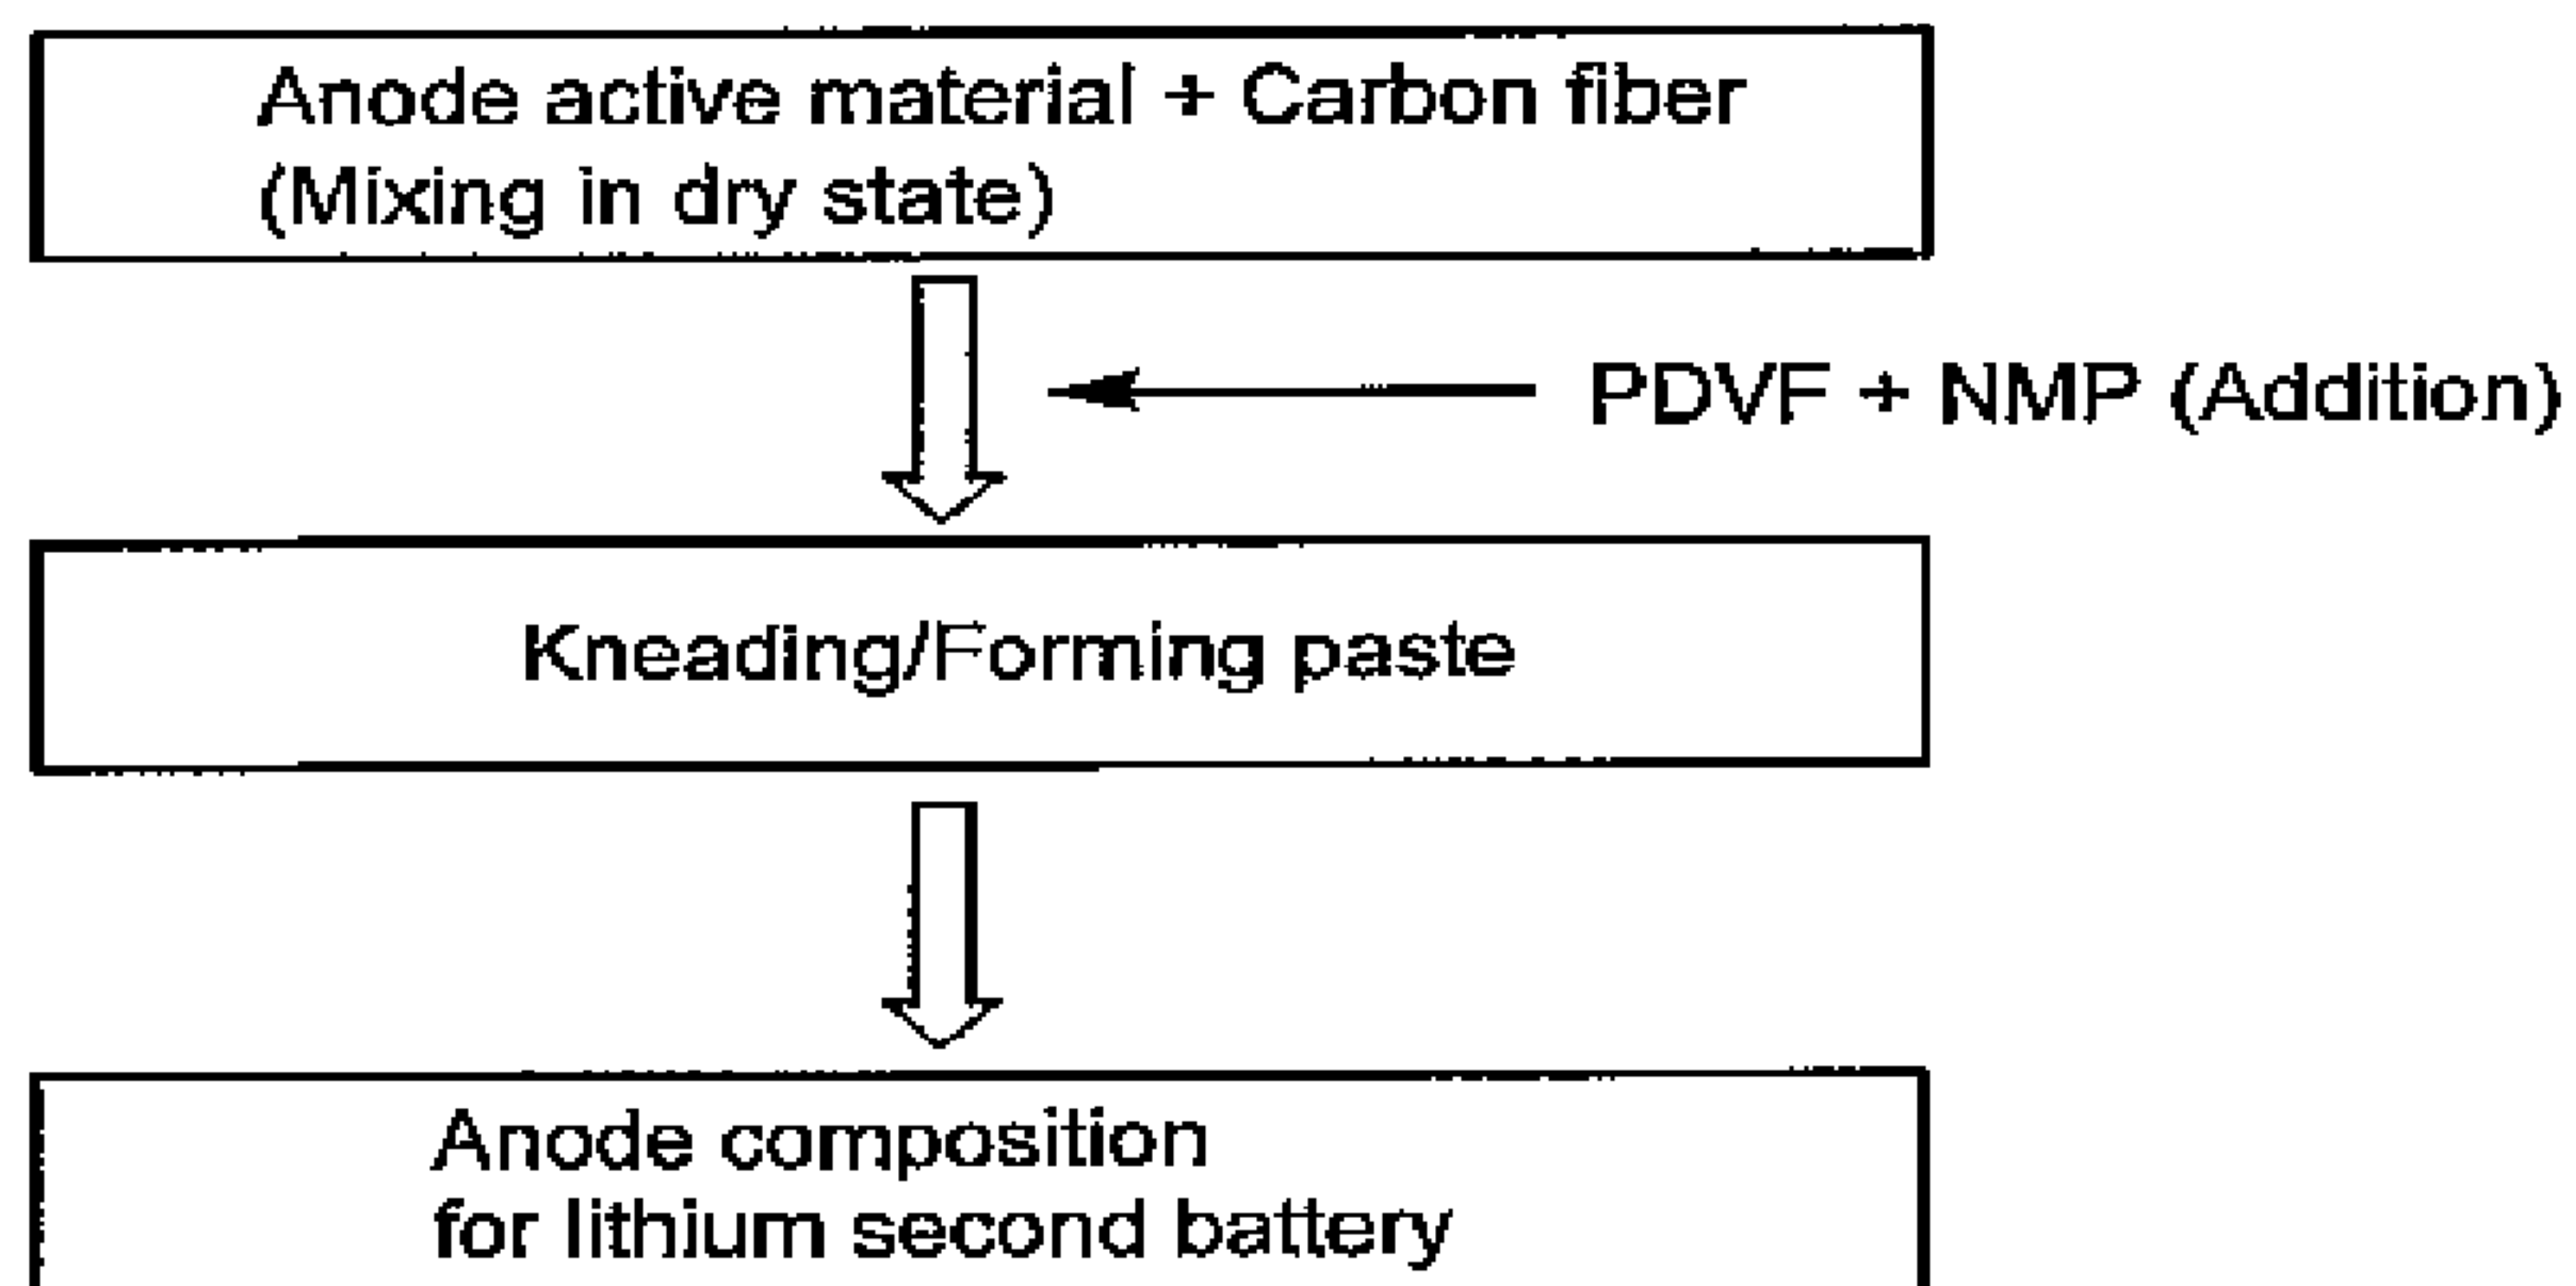 Anode active material + Carbon fiber
(Mixing in dry state)
PDVF + NMP (Addition)
Kneading/Forming paste
Anode composition
for lithium second battery